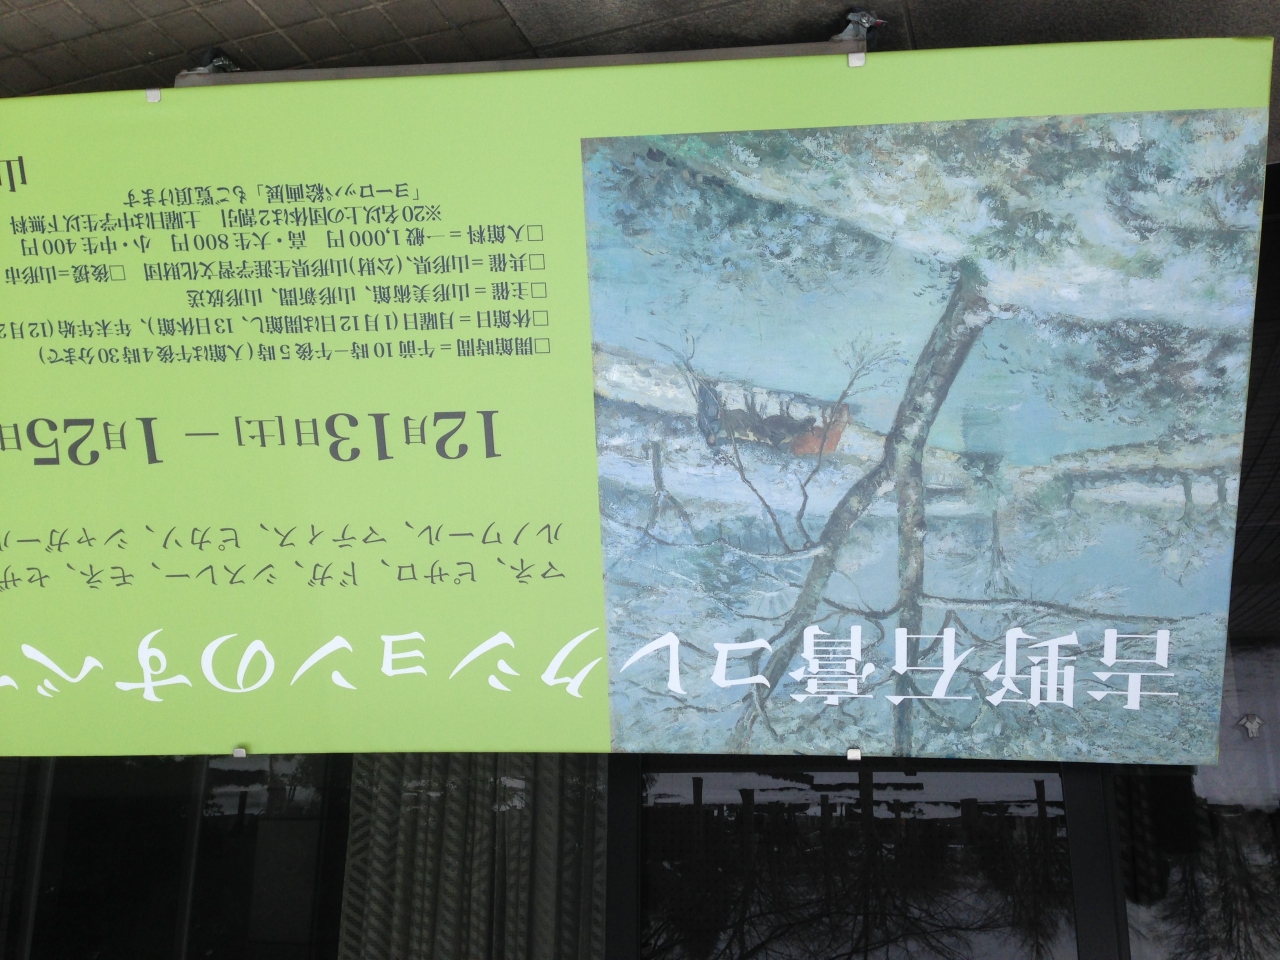 吉野石膏コレクションのすべ
マネ、ピサロ、ドガ、シスレー、モネ、セザ
ルノワール、マティス、ピカソ、シャガール
12月13日[土] — 1月25日
□開館時間＝午前10時−午後5時(入館は午後4時30分まで)
□休館日＝月曜日(1月12日は開館し、13日休館)、年末年始(12月2
□主催＝山形美術館、山形新聞、山形放送
□共催＝山形県、(公財)山形県生涯学習文化財団　□後援＝山形市
□入館料＝一般1,000円　高・大生800円　小・中生400円
※20名以上の団体は2割引　土曜日は中学生以下無料
「ヨーロッパ絵画展」もご覧頂けます
山